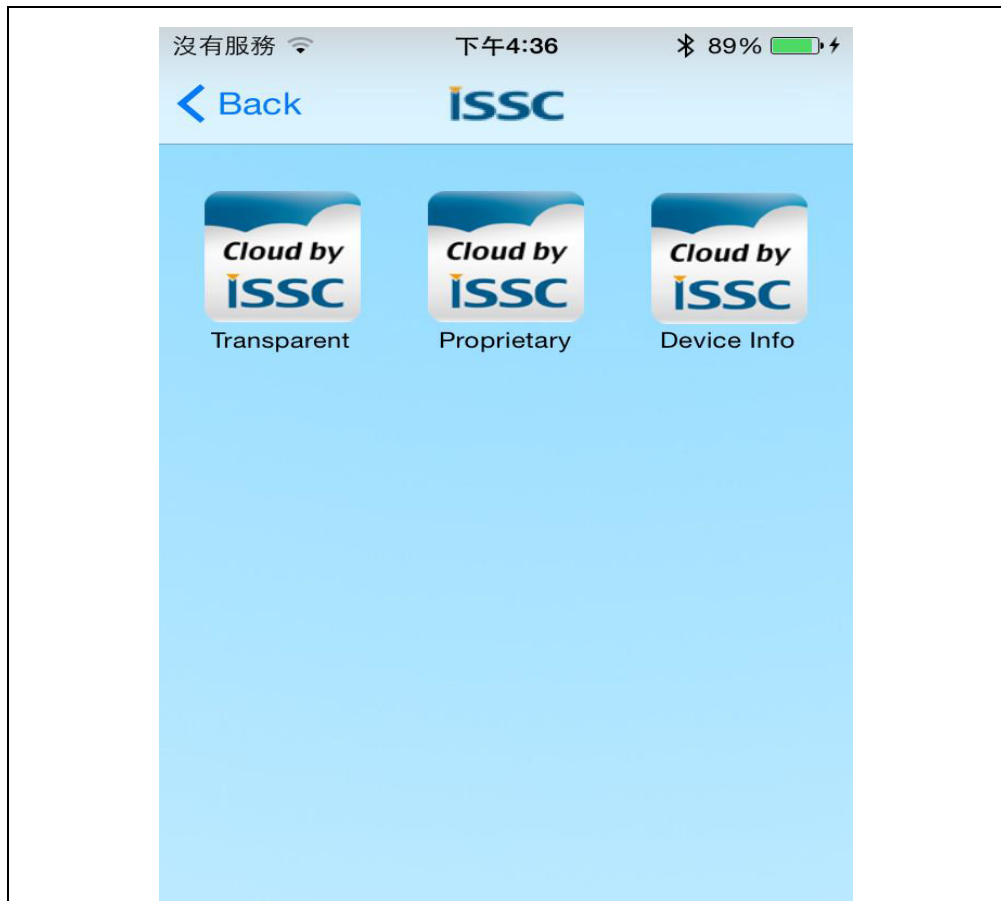 沒有服務 下午4:36 89%
Back ISSC
Cloud by Cloud by Cloud by
ISSC ISSC ISSC
Transparent Proprietary Device Info